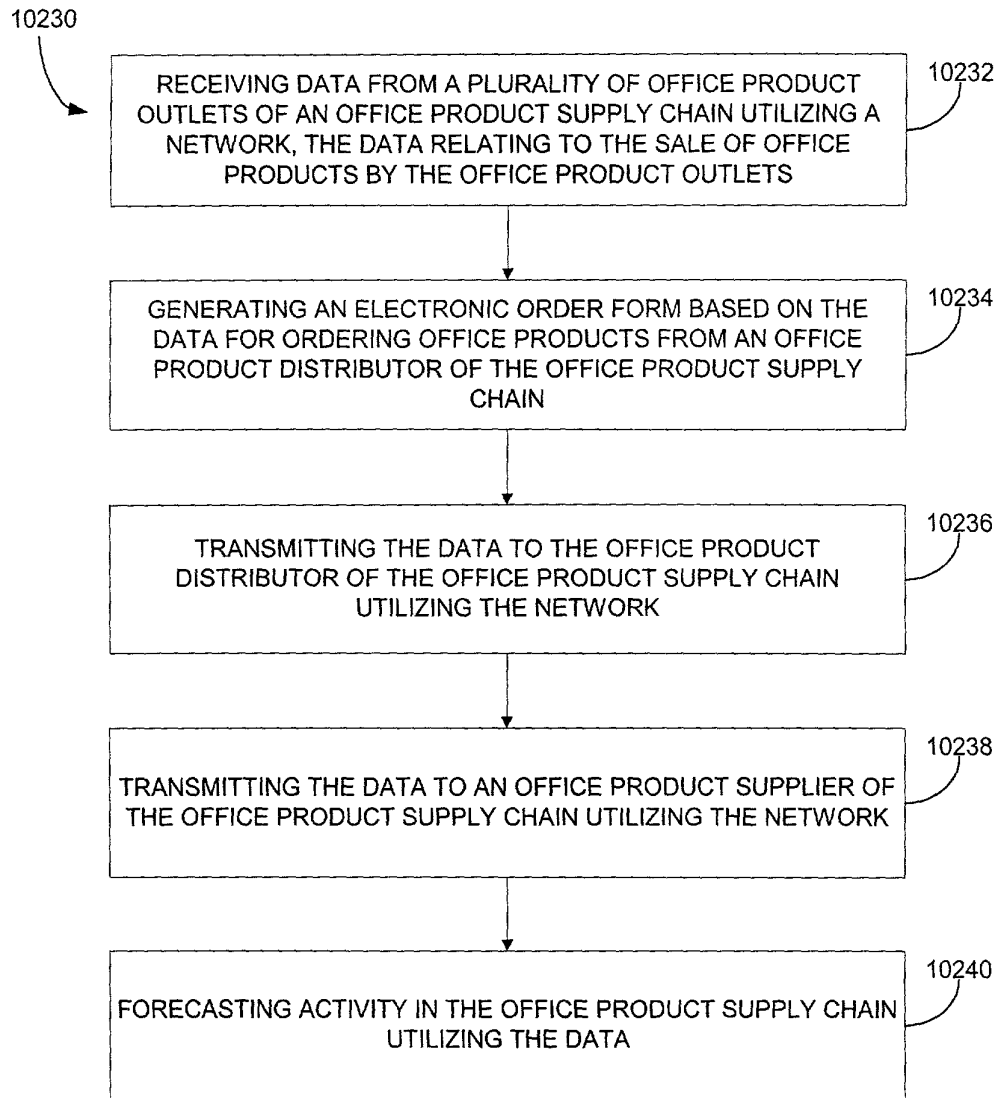 10230
RECEIVING DATA FROM A PLURALITY OF OFFICE PRODUCT
OUTLETS OF AN OFFICE PRODUCT SUPPLY CHAIN UTILIZING A
NETWORK, THE DATA RELATING TO THE SALE OF OFFICE
PRODUCTS BY THE OFFICE PRODUCT OUTLETS
10232
GENERATING AN ELECTRONIC ORDER FORM BASED ON THE
DATA FOR ORDERING OFFICE PRODUCTS FROM AN OFFICE
PRODUCT DISTRIBUTOR OF THE OFFICE PRODUCT SUPPLY
CHAIN
10234
TRANSMITTING THE DATA TO THE OFFICE PRODUCT
DISTRIBUTOR OF THE OFFICE PRODUCT SUPPLY CHAIN
UTILIZING THE NETWORK
10236
TRANSMITTING THE DATA TO AN OFFICE PRODUCT SUPPLIER OF
THE OFFICE PRODUCT SUPPLY CHAIN UTILIZING THE NETWORK
10238
FORECASTING ACTIVITY IN THE OFFICE PRODUCT SUPPLY CHAIN
UTILIZING THE DATA
10240